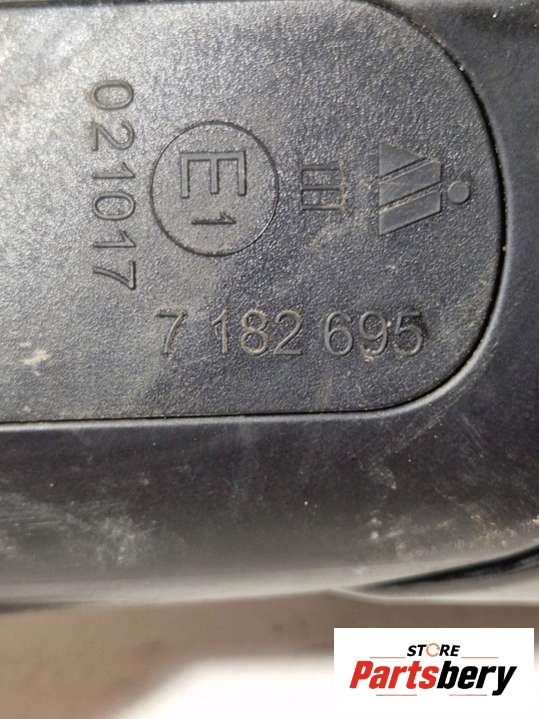 021017
E1
III
7 182 695
STORE
Partsbery